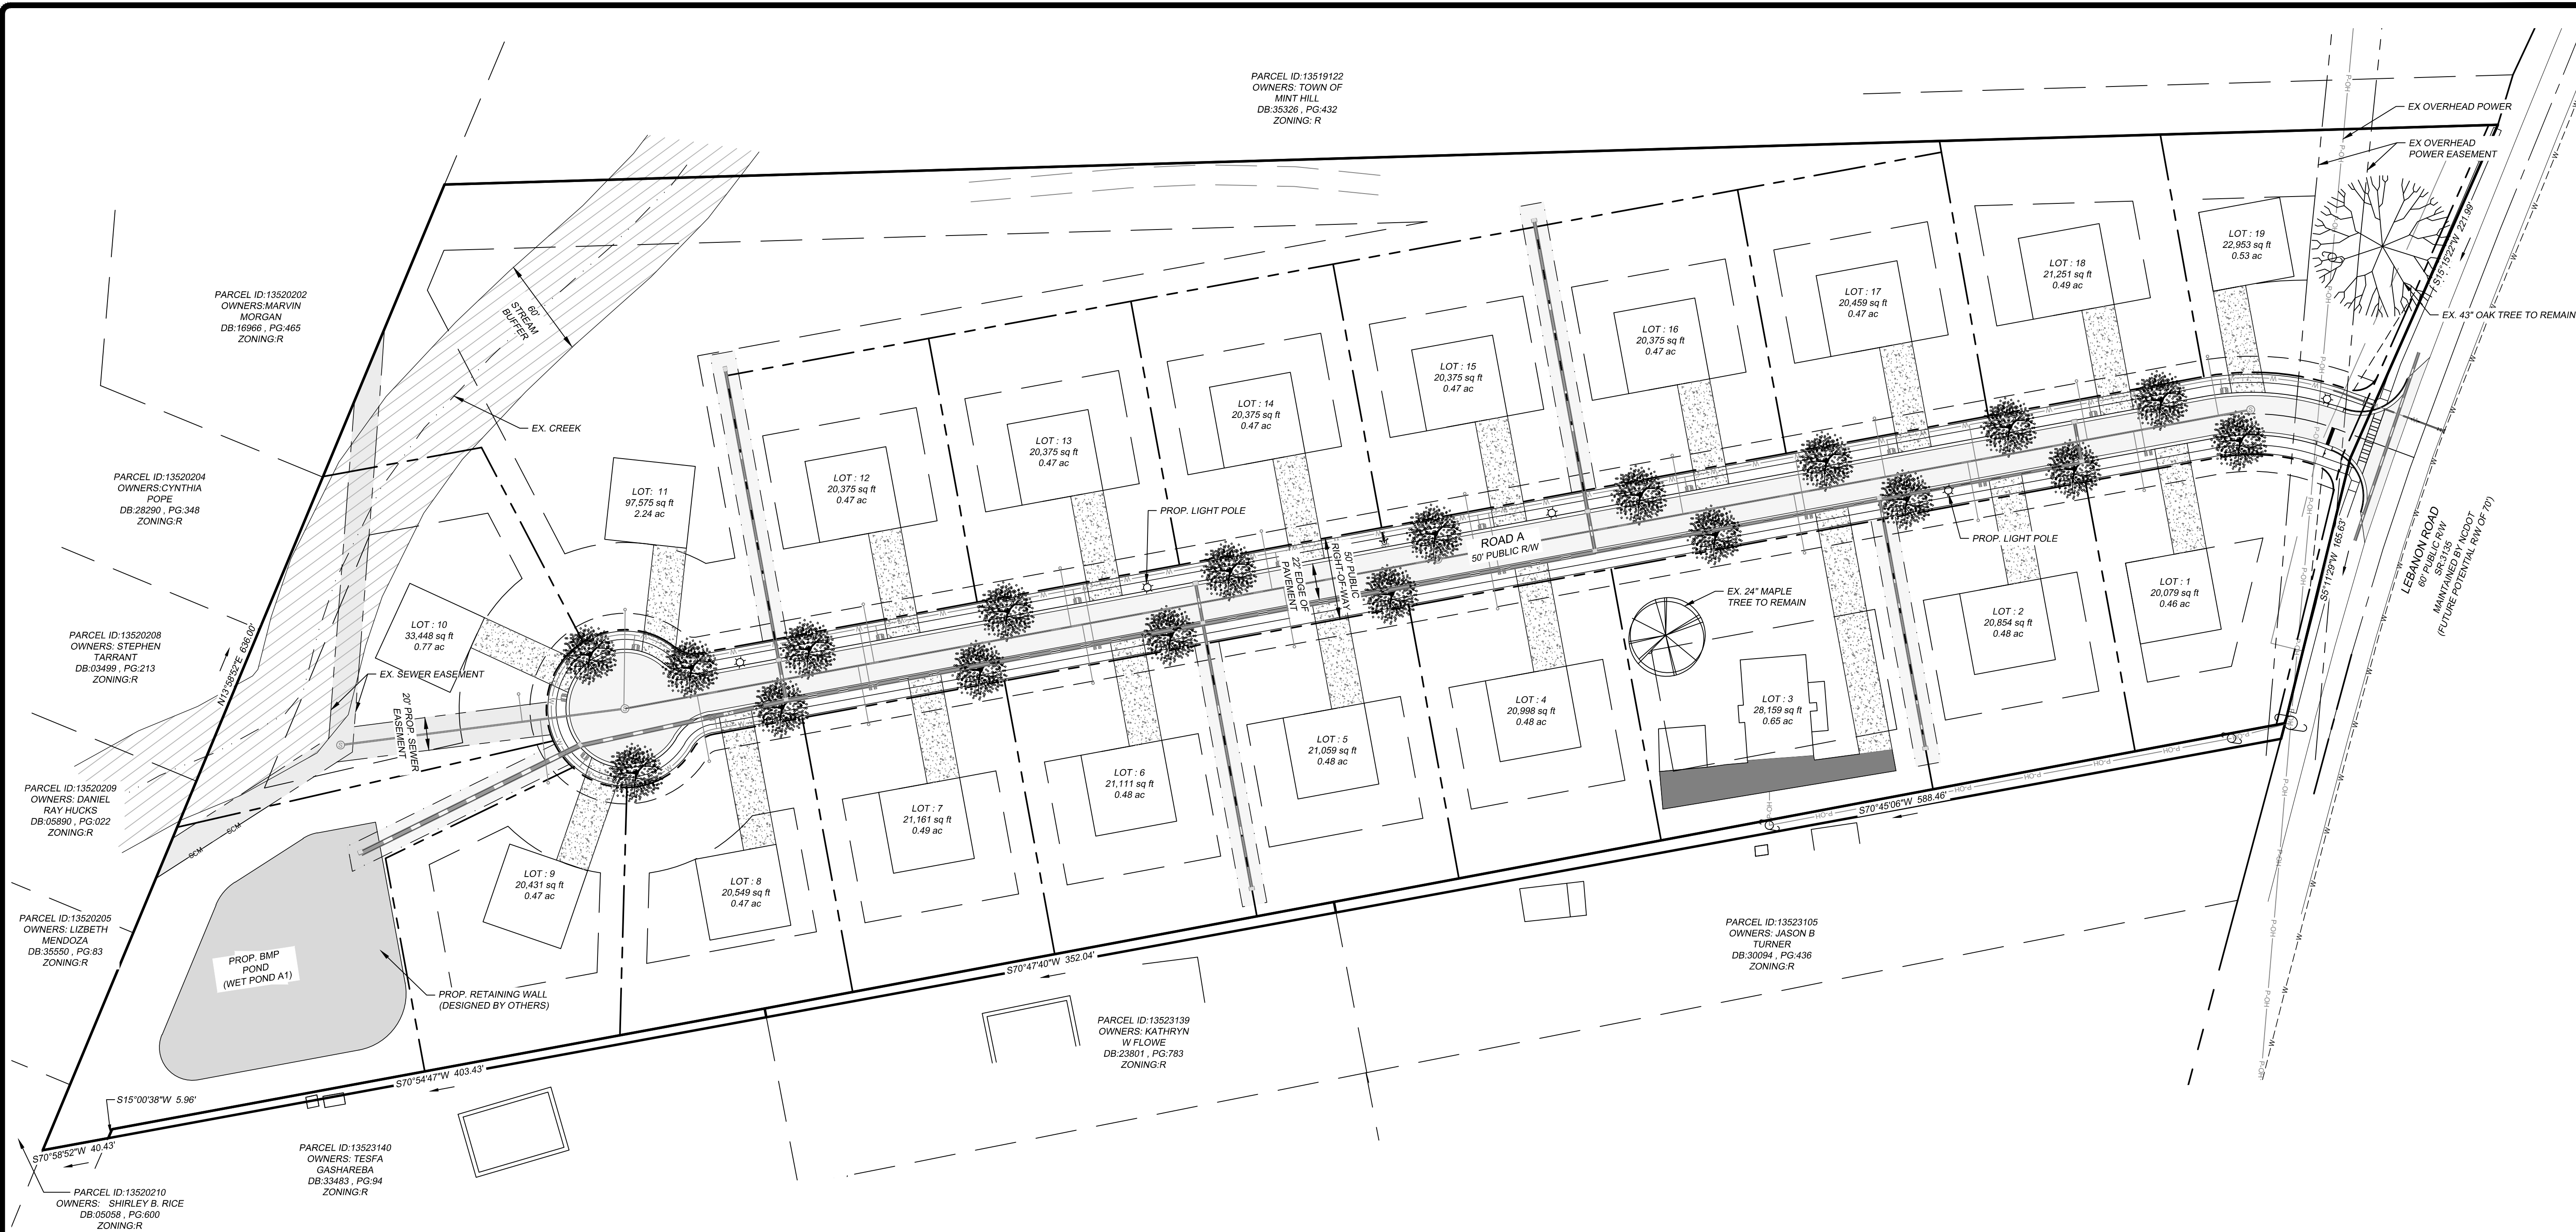 PARCEL ID:13519122
OWNERS: TOWN OF
MINT HILL
DB:35326 , PG:432
ZONING: R
EX OVERHEAD POWER
EX OVERHEAD
POWER EASEMENT
S15°15'22"W  221.99'
EX. 43" OAK TREE TO REMAIN
PARCEL ID:13520202
OWNERS:MARVIN
MORGAN
DB:16966 , PG:465
ZONING:R
60'
STREAM
BUFFER
EX. CREEK
PARCEL ID:13520204
OWNERS:CYNTHIA
POPE
DB:28290 , PG:348
ZONING:R
PARCEL ID:13520208
OWNERS: STEPHEN
TARRANT
DB:03499 , PG:213
ZONING:R
N13°58'52"E  636.00'
PARCEL ID:13520209
OWNERS: DANIEL
RAY HUCKS
DB:05890 , PG:022
ZONING:R
PARCEL ID:13520205
OWNERS: LIZBETH
MENDOZA
DB:35550 , PG:83
ZONING:R
LOT : 19
22,953 sq ft
0.53 ac
LOT : 18
21,251 sq ft
0.49 ac
LOT : 17
20,459 sq ft
0.47 ac
LOT : 16
20,375 sq ft
0.47 ac
LOT : 15
20,375 sq ft
0.47 ac
LOT : 14
20,375 sq ft
0.47 ac
LOT : 13
20,375 sq ft
0.47 ac
LOT : 12
20,375 sq ft
0.47 ac
LOT:  11
97,575 sq ft
2.24 ac
LOT : 10
33,448 sq ft
0.77 ac
EX. SEWER EASEMENT
20' PROP. SEWER
EASEMENT
SCM
SCM
PROP. LIGHT POLE
50' PUBLIC
RIGHT-OF-WAY
22' EDGE OF
PAVEMENT
ROAD A
50' PUBLIC R/W
PROP. LIGHT POLE
EX. 24" MAPLE
TREE TO REMAIN
LEBANON ROAD
60' PUBLIC R/W
SR-3135
MAINTAINED BY NCDOT
(FUTURE POTENTIAL R/W OF 70')
S5°11'29"W  165.63'
LOT : 1
20,079 sq ft
0.46 ac
LOT : 2
20,854 sq ft
0.48 ac
LOT : 3
28,159 sq ft
0.65 ac
LOT : 4
20,998 sq ft
0.48 ac
LOT : 5
21,059 sq ft
0.48 ac
LOT : 6
21,111 sq ft
0.48 ac
LOT : 7
21,161 sq ft
0.49 ac
LOT : 8
20,549 sq ft
0.47 ac
LOT : 9
20,431 sq ft
0.47 ac
PROP. BMP
POND
(WET POND A1)
PROP. RETAINING WALL
(DESIGNED BY OTHERS)
S70°45'06"W  588.46'
S70°47'40"W  352.04'
S70°54'47"W  403.43'
S15°00'38"W  5.96'
S70°58'52"W  40.43'
PARCEL ID:13523105
OWNERS: JASON B
TURNER
DB:30094 , PG:436
ZONING:R
PARCEL ID:13523139
OWNERS: KATHRYN
W FLOWE
DB:23801 , PG:783
ZONING:R
PARCEL ID:13523140
OWNERS: TESFA
GASHAREBA
DB:33483 , PG:94
ZONING:R
PARCEL ID:13520210
OWNERS:   SHIRLEY B. RICE
DB:05058 , PG:600
ZONING:R